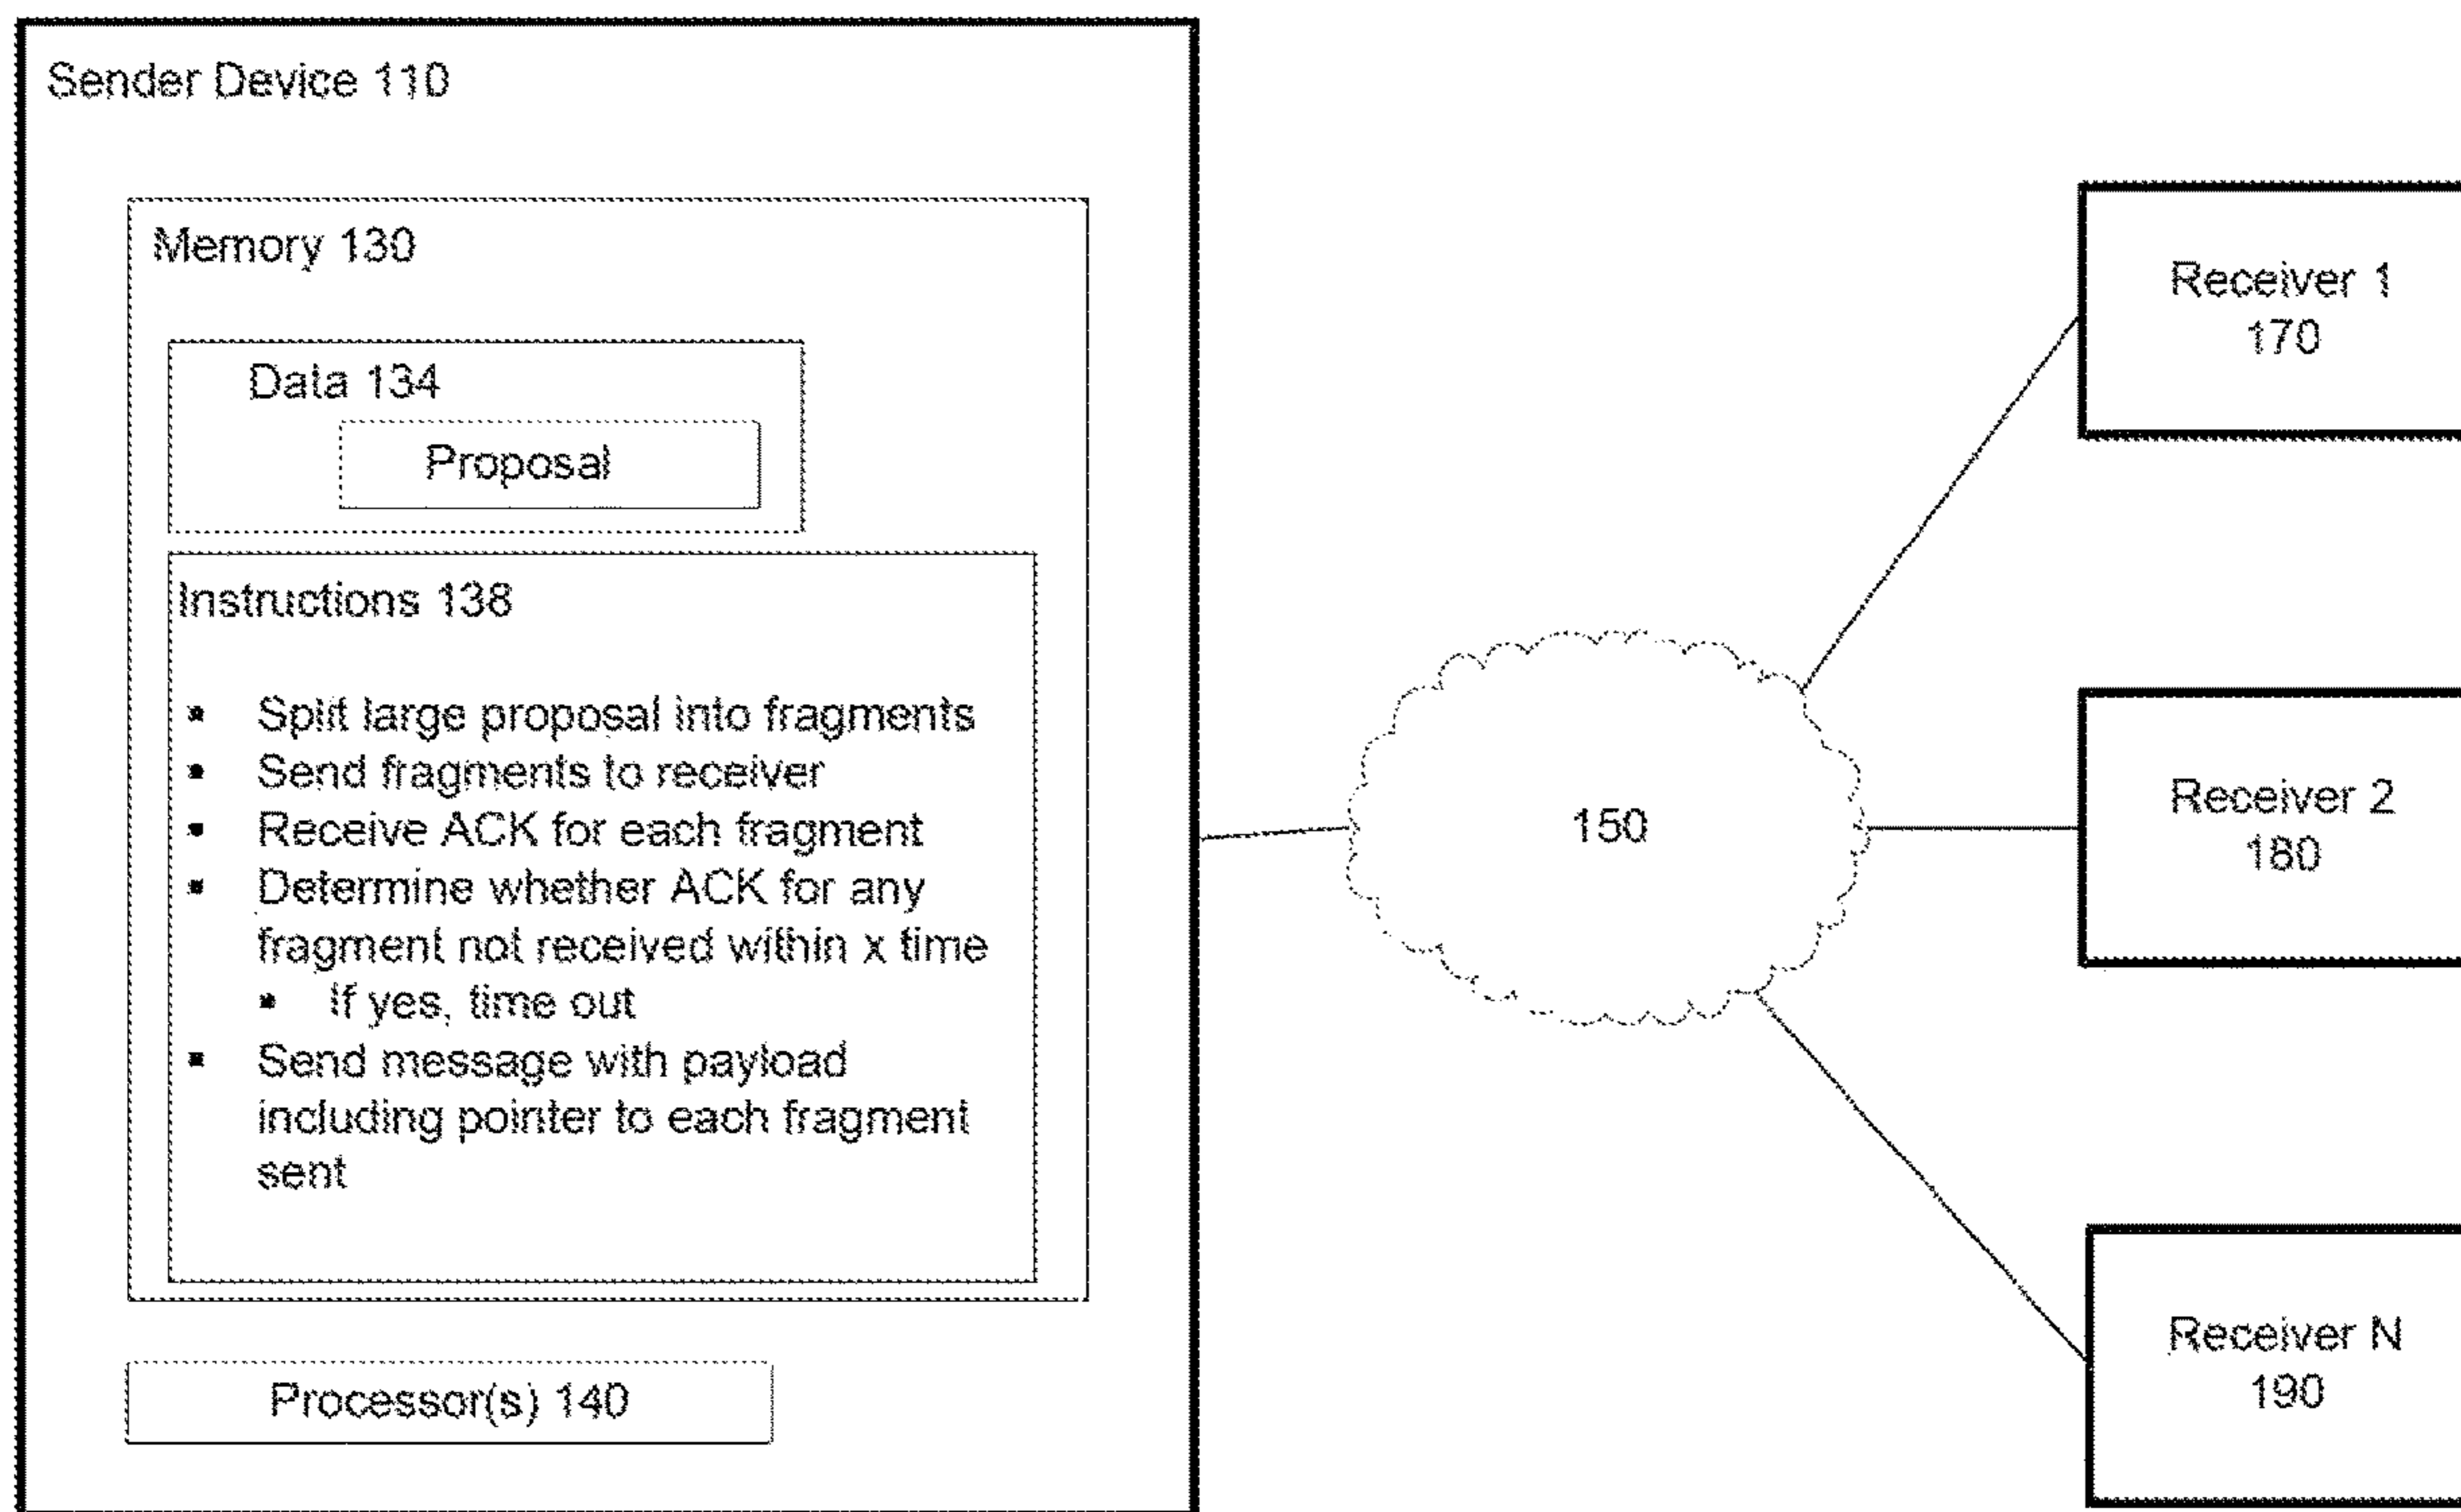 Sender Device 110
Memory 130
Data 134
Proposal
Instructions 138
▪ Split large proposal into fragments
▪ Send fragments to receiver
▪ Receive ACK for each fragment
▪ Determine whether ACK for any
fragment not received within x time
▪ If yes, time out
▪ Send message with payload
including pointer to each fragment
sent
Processor(s) 140
150
Receiver 1
170
Receiver 2
180
Receiver N
190